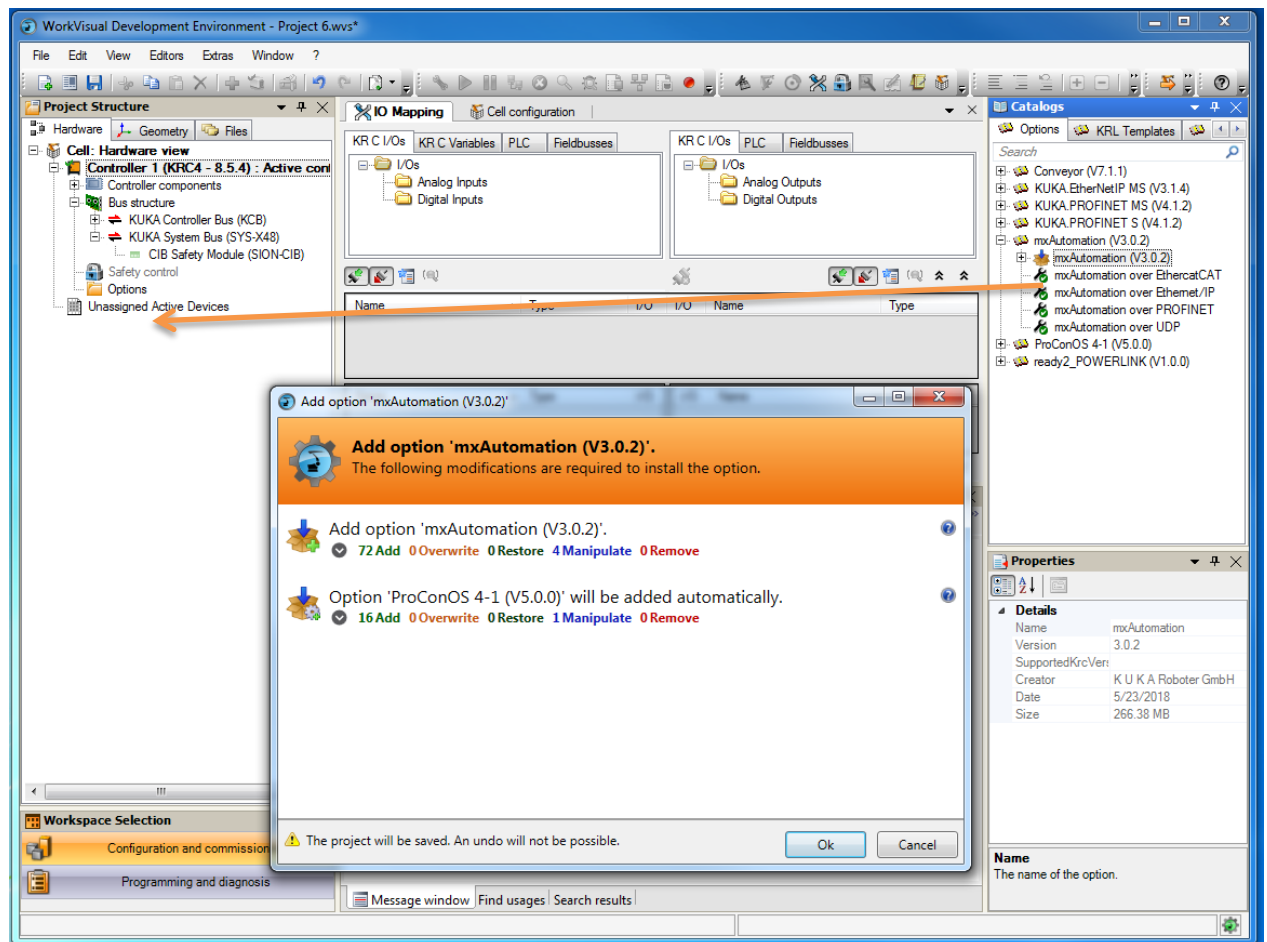 WorkVisual Development Environment - Project 6.wvs*
File Edit View Editors Extras Window ?
Project Structure
Hardware Geometry Files
Cell: Hardware view
Controller 1 (KRC4 - 8.5.4) : Active cont
Controller components
Bus structure
KUKA Controller Bus (KCB)
KUKA System Bus (SYS-X48)
CIB Safety Module (SION-CIB)
Safety control
Options
Unassigned Active Devices
IO Mapping Cell configuration
KR C I/Os KR C Variables PLC Fieldbusses
I/Os
Analog Inputs
Digital Inputs
KR C I/Os PLC Fieldbusses
I/Os
Analog Outputs
Digital Outputs
Name Type I/O I/O Name Type
Catalogs
Options KRL Templates
Search
Conveyor (V7.1.1)
KUKA.EtherNetIP MS (V3.1.4)
KUKA.PROFINET MS (V4.1.2)
KUKA.PROFINET S (V4.1.2)
mxAutomation (V3.0.2)
mxAutomation (V3.0.2)
mxAutomation over EthercatCAT
mxAutomation over Ethernet/IP
mxAutomation over PROFINET
mxAutomation over UDP
ProConOS 4-1 (V5.0.0)
ready2_POWERLINK (V1.0.0)
Add option 'mxAutomation (V3.0.2)'
Add option 'mxAutomation (V3.0.2)'.
The following modifications are required to install the option.
Add option 'mxAutomation (V3.0.2)'.
72 Add 0 Overwrite 0 Restore 4 Manipulate 0 Remove
Option 'ProConOS 4-1 (V5.0.0)' will be added automatically.
16 Add 0 Overwrite 0 Restore 1 Manipulate 0 Remove
The project will be saved. An undo will not be possible.
Ok Cancel
Properties
Details
Name mxAutomation
Version 3.0.2
SupportedKrcVers
Creator K U K A Roboter GmbH
Date 5/23/2018
Size 266.38 MB
Name
The name of the option.
Workspace Selection
Configuration and commission
Programming and diagnosis
Message window Find usages Search results